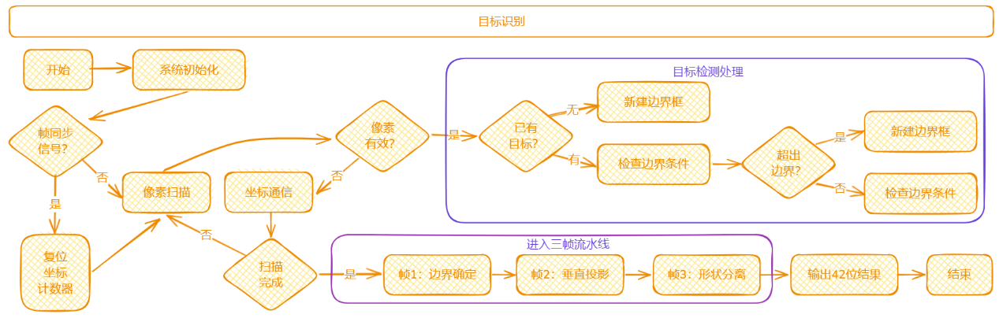 目标识别
开始
系统初始化
帧同步
信号?
是
否
复位
坐标
计数器
像素扫描
像素
有效?
否
是
坐标通信
扫描
完成
否
是
目标检测处理
已有
目标?
无
有
新建边界框
检查边界条件
超出
边界?
是
否
新建边界框
检查边界条件
进入三帧流水线
帧1：边界确定
帧2：垂直投影
帧3：形状分离
输出42位结果
结束